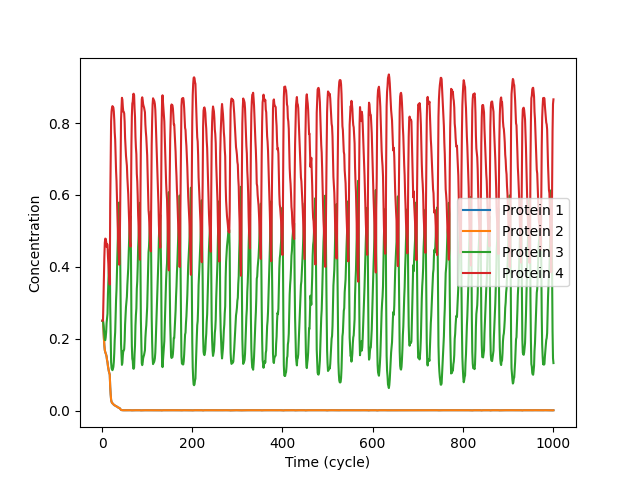 Concentration
0.8
0.6
0.4
0.2
0.0
Protein 1
Protein 2
Protein 3
Protein 4
0 200 400 600 800 1000
Time (cycle)